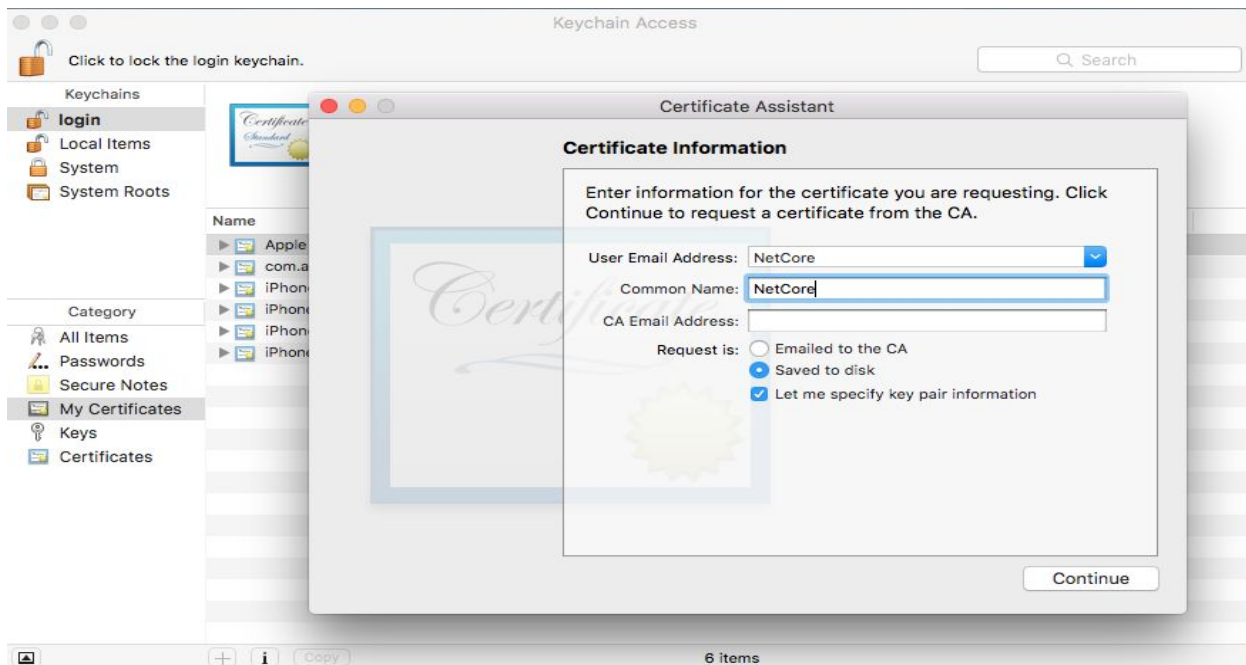 Keychain Access
Click to lock the login keychain.
Search
Keychains
login
Local Items
System
System Roots
Category
All Items
Passwords
Secure Notes
My Certificates
Keys
Certificates
Certificate
Standard
Name
Apple
com.a
iPhon
iPhon
iPhon
iPhon
Certificate Assistant
Certificate Information
Enter information for the certificate you are requesting. Click
Continue to request a certificate from the CA.
User Email Address: NetCore
Common Name: NetCore
CA Email Address:
Request is: Emailed to the CA
Saved to disk
Let me specify key pair information
Certificate
Continue
+ i Copy
6 items